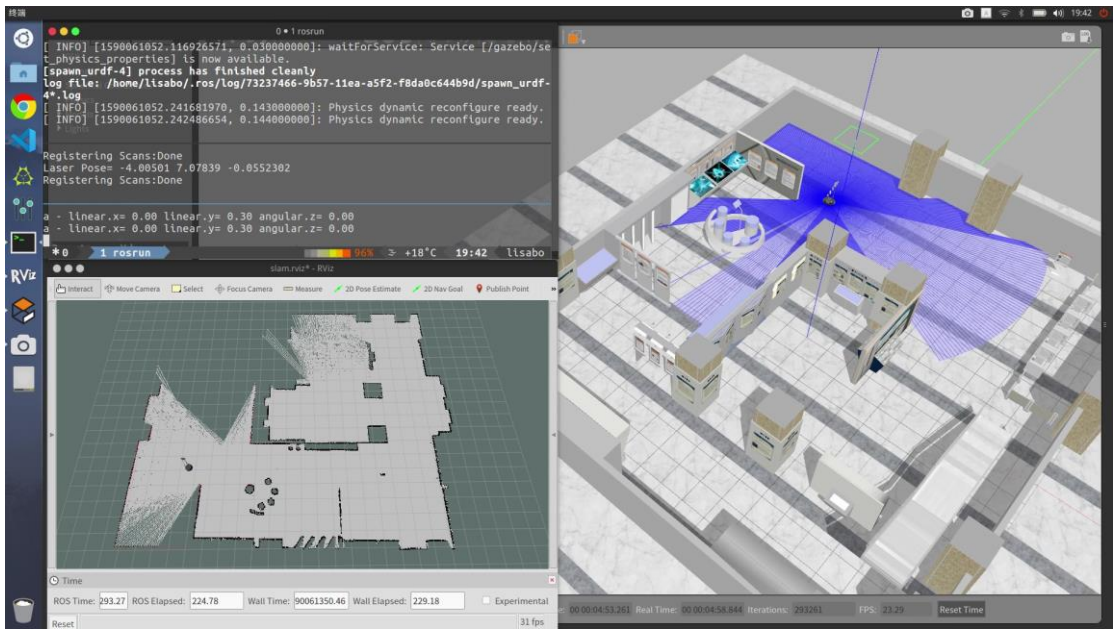 终端
19:42
0 • 1 rosrun
[ INFO] [1590061052.116926571, 0.030000000]: waitForService: Service [/gazebo/se
t_physics_properties] is now available.
[spawn_urdf-4] process has finished cleanly
log file: /home/lisabo/.ros/log/73237466-9b57-11ea-a5f2-f8da0c644b9d/spawn_urdf-
4*.log
[ INFO] [1590061052.241681970, 0.143000000]: Physics dynamic reconfigure ready.
[ INFO] [1590061052.242486654, 0.144000000]: Physics dynamic reconfigure ready.
Lights
Registering Scans:Done
Laser Pose= -4.00501 7.07839 -0.0552302
Registering Scans:Done
a - linear.x= 0.00 linear.y= 0.30 angular.z= 0.00
a - linear.x= 0.00 linear.y= 0.30 angular.z= 0.00
*0 1 rosrun 96% +18°C 19:42 lisabo
RViz
slam.rviz* - RViz
Interact Move Camera Select Focus Camera Measure 2D Pose Estimate 2D Nav Goal Publish Point »
Time
ROS Time: 293.27 ROS Elapsed: 224.78 Wall Time: 90061350.46 Wall Elapsed: 229.18 Experimental
Reset 31 fps
00 00:04:53.261 Real Time: 00 00:04:58.844 Iterations: 293261 FPS: 23.29 Reset Time